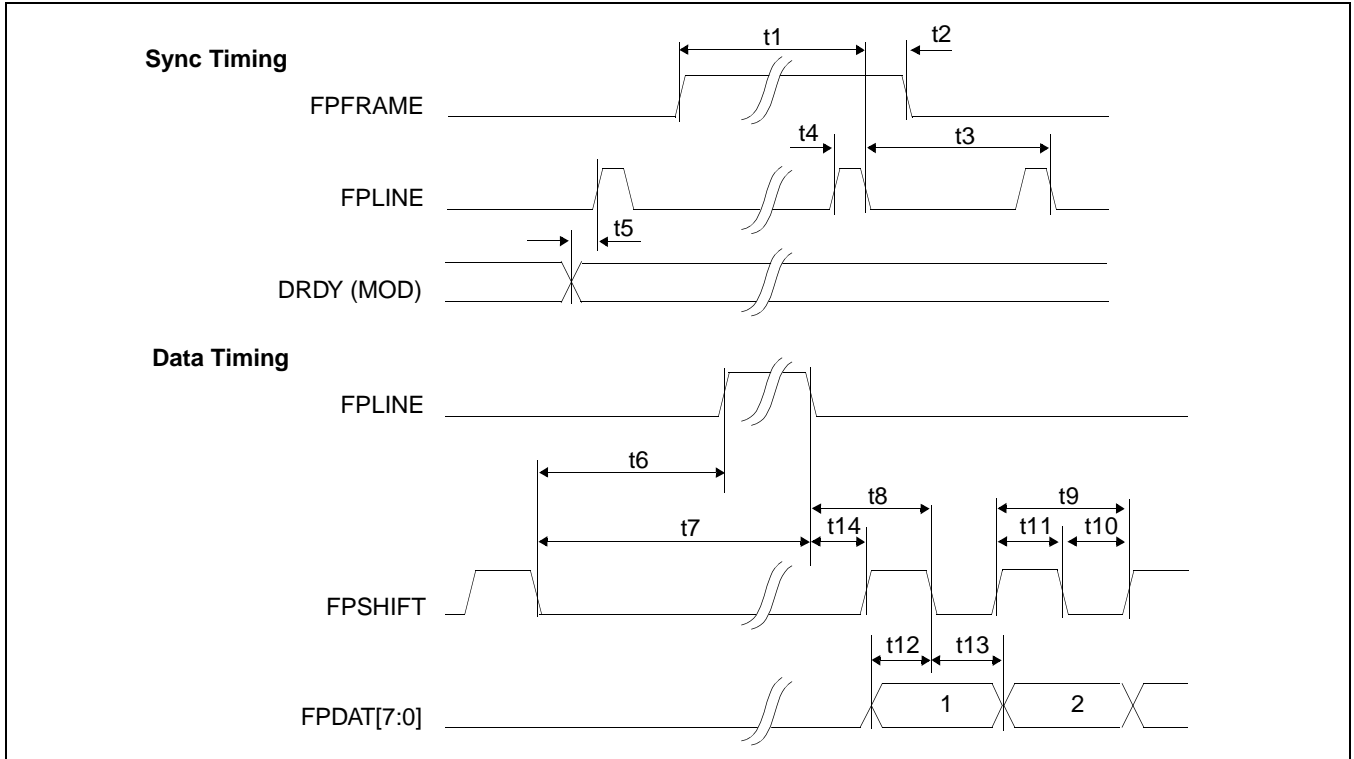 t1
t2
Sync Timing
FPFRAME
t4
t3
FPLINE
t5
DRDY (MOD)
Data Timing
FPLINE
t6
t8
t9
t7
t14
t11
t10
FPSHIFT
t12
t13
FPDAT[7:0]
1
2